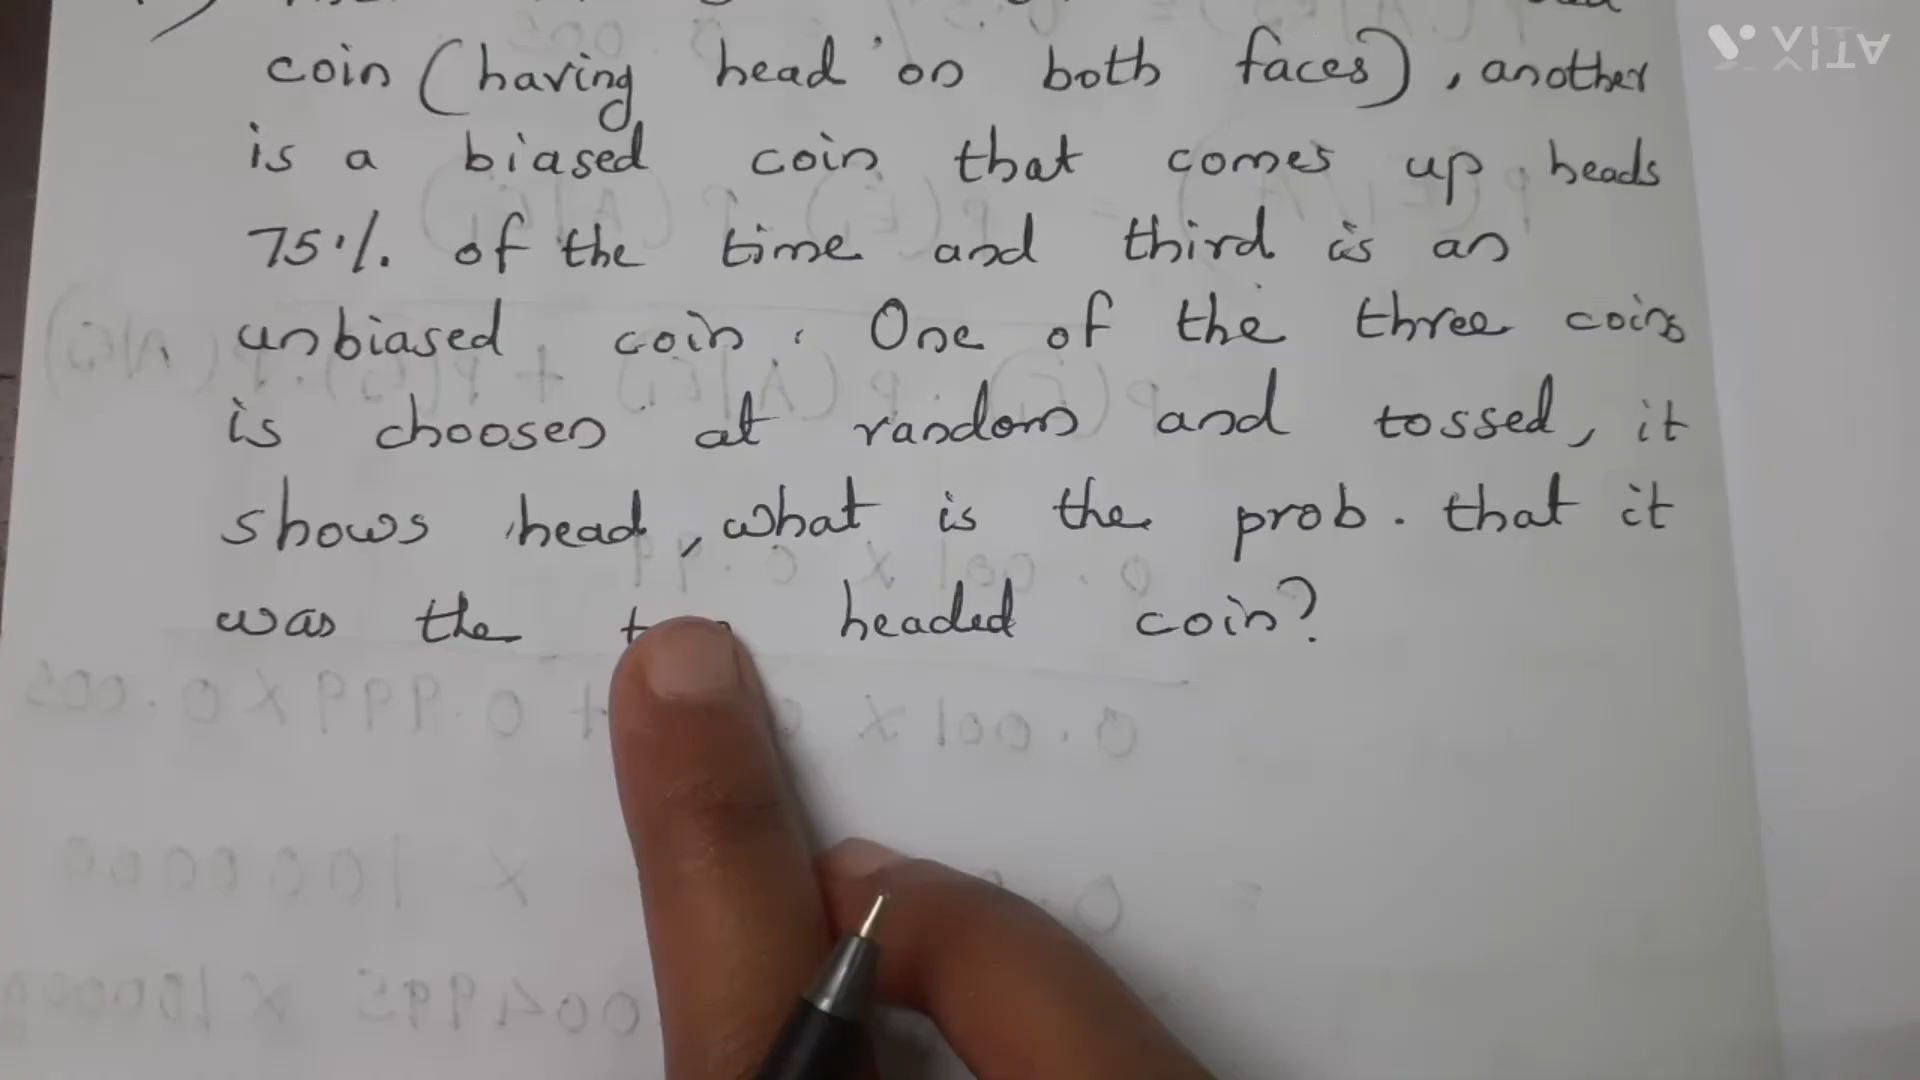 coin (having head on both faces), another
is a biased coin that comes up heads
75%. of the time and third is an
unbiased coin. One of the three coins
is choosen at random and tossed, it
shows head, what is the prob. that it
was the headed coin?
VITA